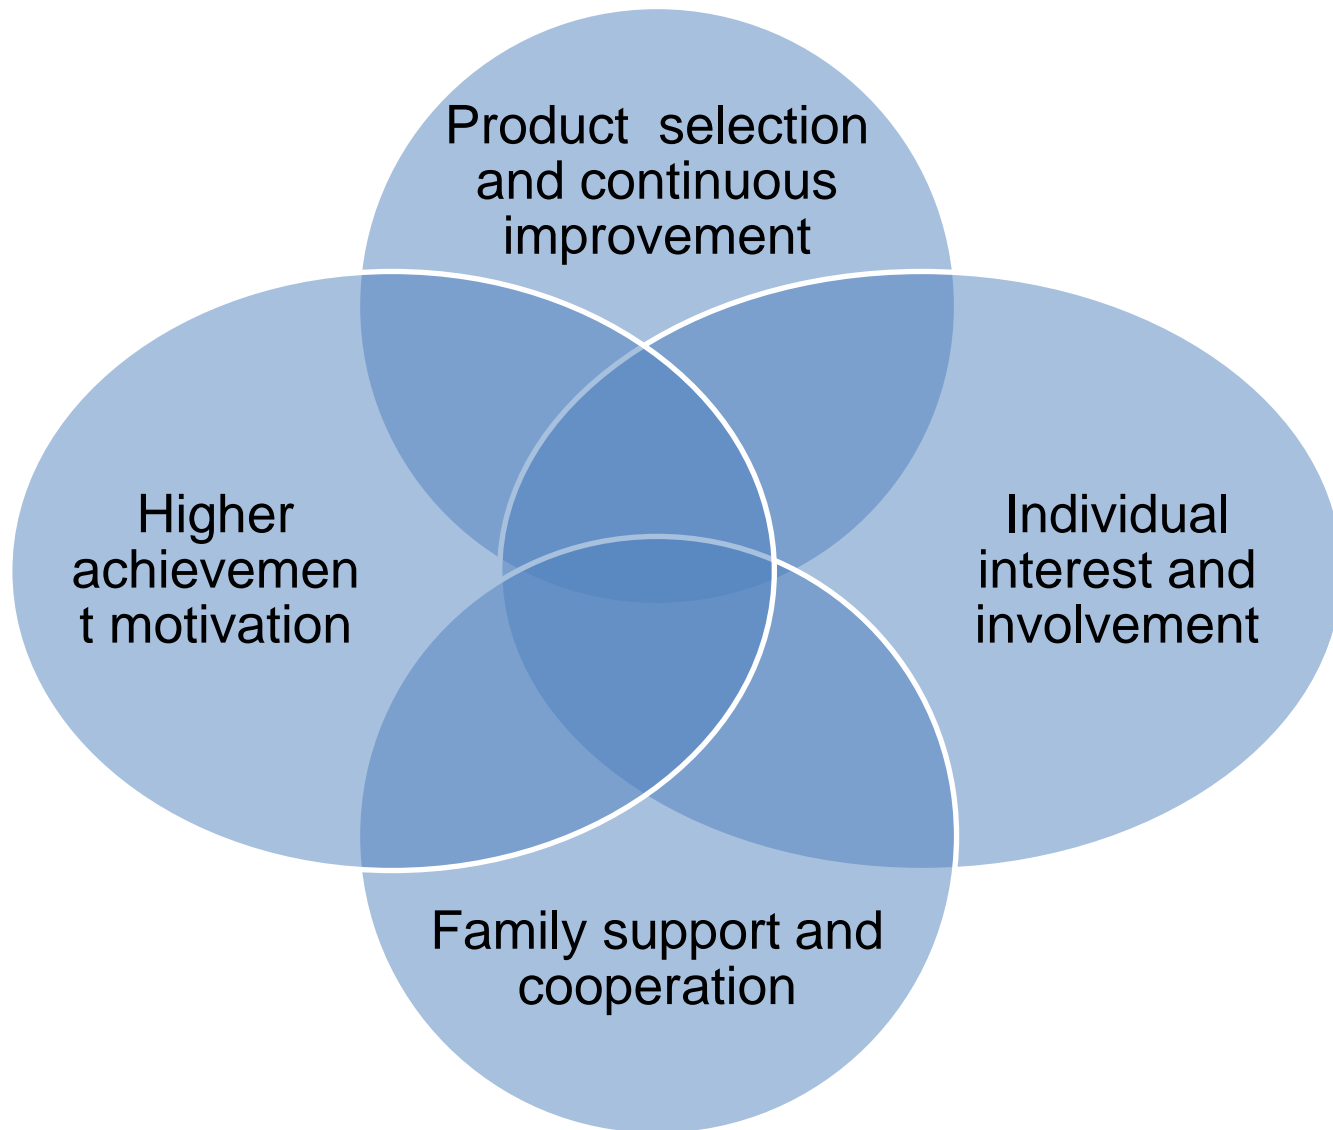 Product  selection
and continuous
improvement
Higher
achievemen
t motivation
Individual
interest and
involvement
Family support and
cooperation